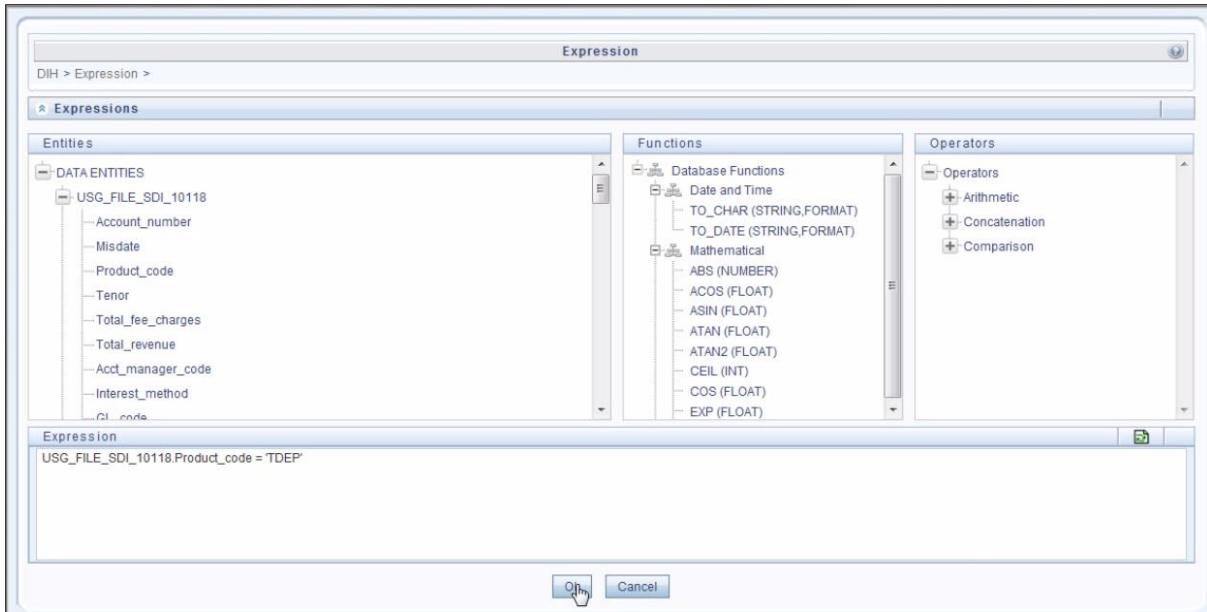 Expression
DIH > Expression >
Expressions
Entities
DATA ENTITIES
USG_FILE_SDI_10118
Account_number
Misdate
Product_code
Tenor
Total_fee_charges
Total_revenue
Acct_manager_code
Interest_method
GL_code
Functions
Database Functions
Date and Time
TO_CHAR (STRING,FORMAT)
TO_DATE (STRING,FORMAT)
Mathematical
ABS (NUMBER)
ACOS (FLOAT)
ASIN (FLOAT)
ATAN (FLOAT)
ATAN2 (FLOAT)
CEIL (INT)
COS (FLOAT)
EXP (FLOAT)
Operators
Operators
Arithmetic
Concatenation
Comparison
Expression
USG_FILE_SDI_10118.Product_code = 'TDEP'
Cancel